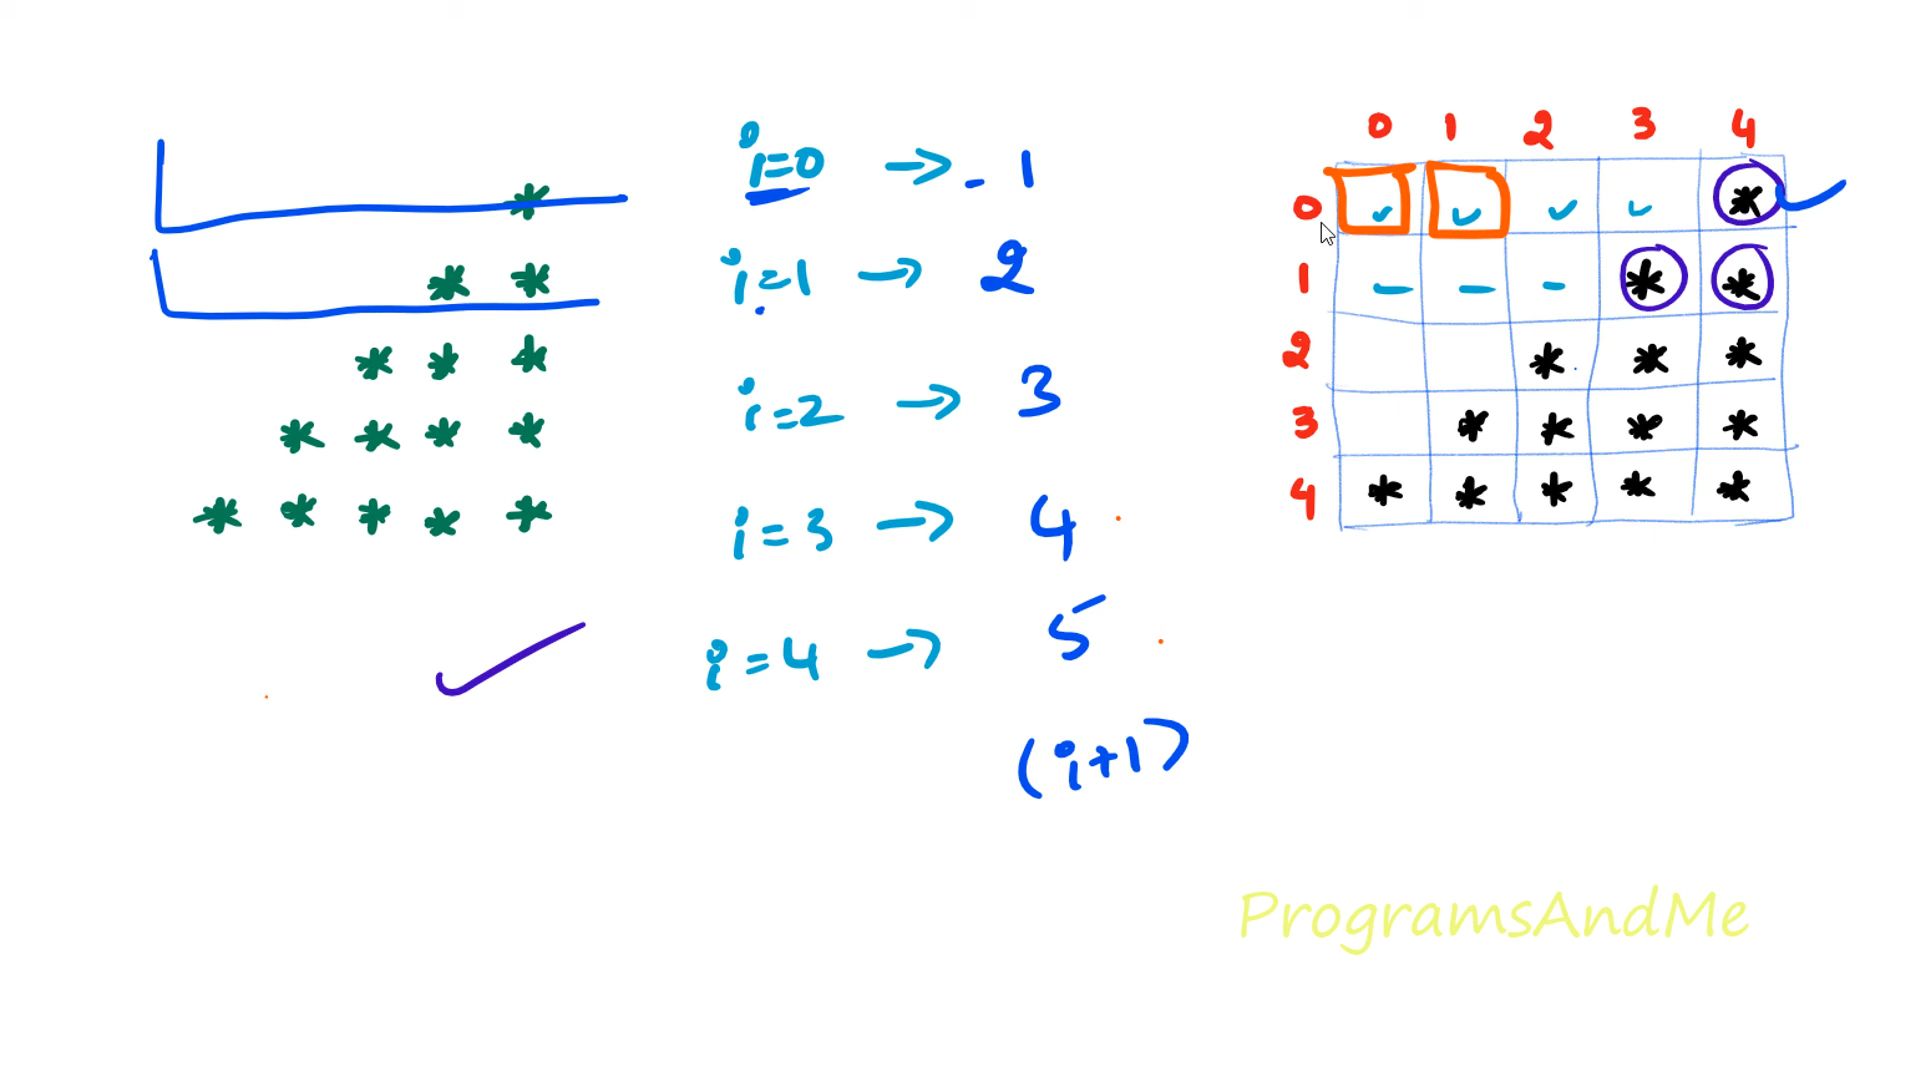 *
* *
* * *
* * * *
* * * * *
i=0 → - 1
i=1 → 2
i=2 → 3
i=3 → 4
i=4 → 5
(i+1)
0 1 2 3 4
0 ✓ ✓ ✓ ✓ *
1 - - - * *
2 * * *
3 * * * *
4 * * * * *
ProgramsAndMe